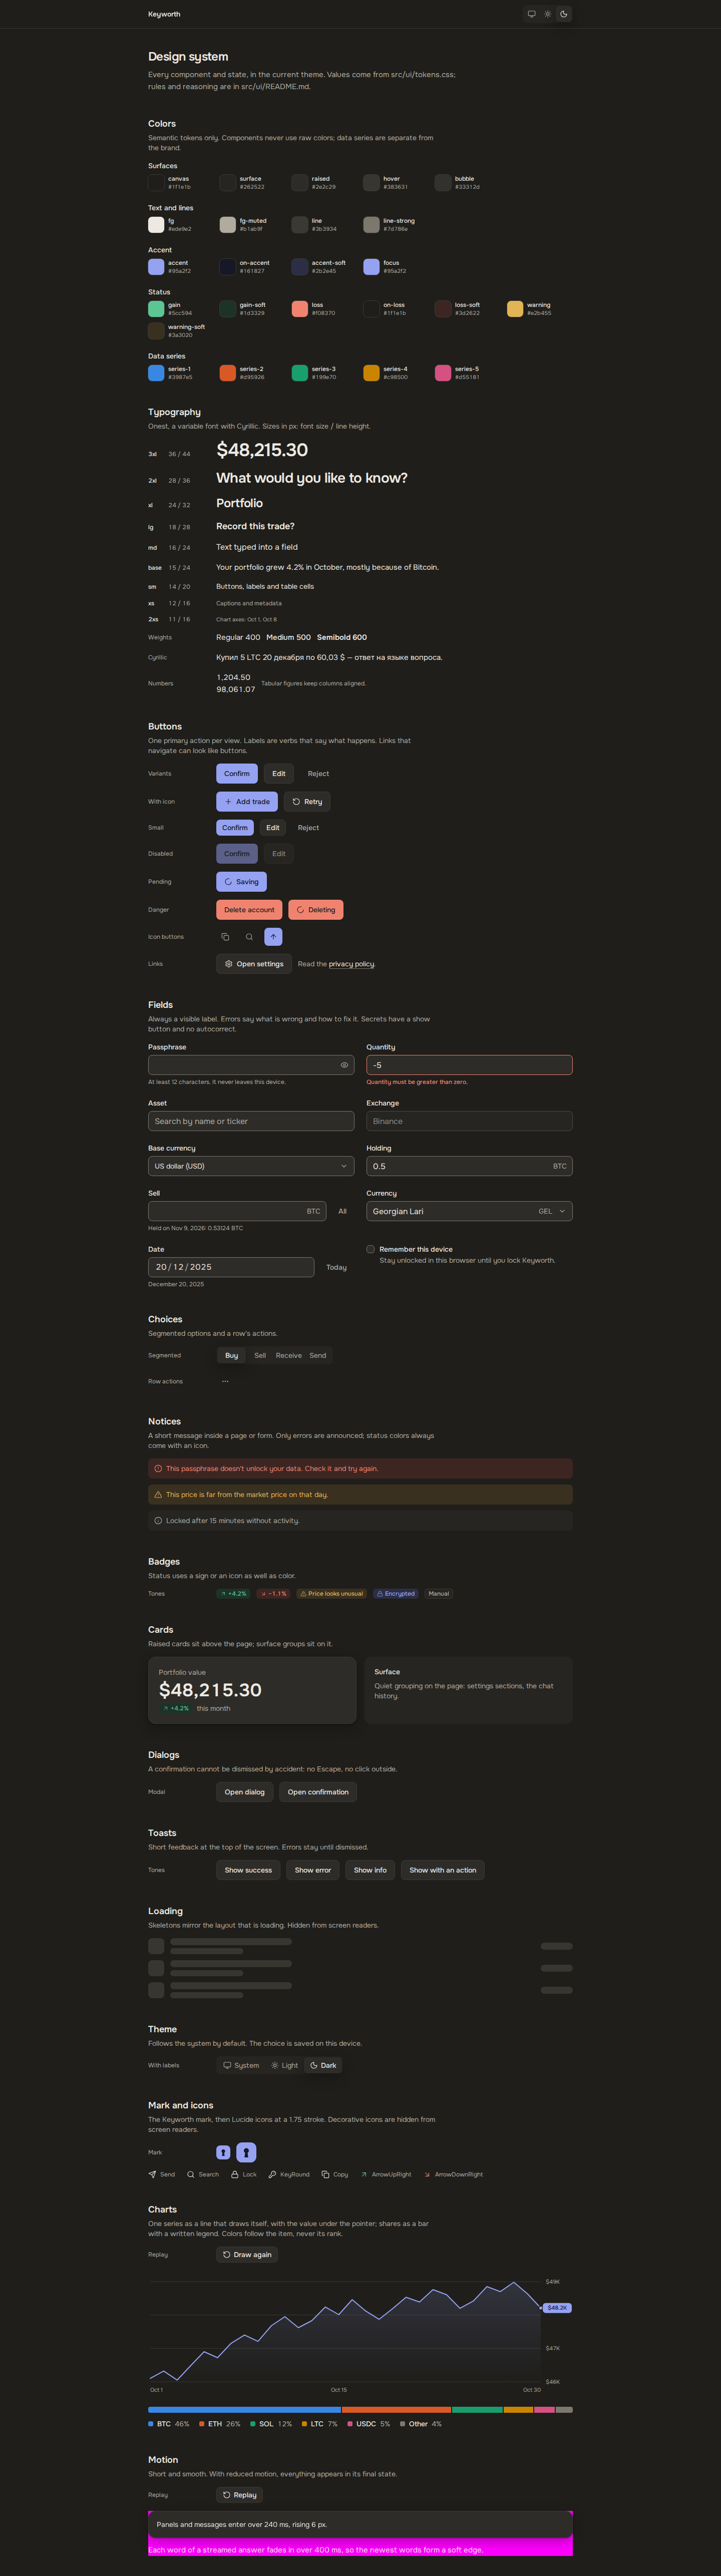 Keyworth
Design system
Every component and state, in the current theme. Values come from src/ui/tokens.css;
rules and reasoning are in src/ui/README.md.
Colors
Semantic tokens only. Components never use raw colors; data series are separate from
the brand.
Surfaces
canvas surface raised hover bubble
#1f1e1b #262522 #2e2c29 #383631 #33312d
Text and lines
fg fg-muted line line-strong
#ede9e2 #b1ab9f #3b3934 #7d786e
Accent
accent on-accent accent-soft focus
#95a2f2 #161827 #2b2e45 #95a2f2
Status
gain gain-soft loss on-loss loss-soft warning
#5cc594 #1d3329 #f08370 #1f1e1b #3d2622 #e2b455
warning-soft
#3a3020
Data series
series-1 series-2 series-3 series-4 series-5
#3987e5 #d95926 #199e70 #c98500 #d55181
Typography
Onest, a variable font with Cyrillic. Sizes in px: font size / line height.
3xl 36 / 44 $48,215.30
2xl 28 / 36 What would you like to know?
xl 24 / 32 Portfolio
lg 18 / 28 Record this trade?
md 16 / 24 Text typed into a field
base 15 / 24 Your portfolio grew 4.2% in October, mostly because of Bitcoin.
sm 14 / 20 Buttons, labels and table cells
xs 12 / 16 Captions and metadata
2xs 11 / 16 Chart axes: Oct 1, Oct 8
Weights Regular 400 Medium 500 Semibold 600
Cyrillic Купил 5 LTC 20 декабря по 60,03 $ — ответ на языке вопроса.
Numbers 1,204.50
98,061.07 Tabular figures keep columns aligned.
Buttons
One primary action per view. Labels are verbs that say what happens. Links that
navigate can look like buttons.
Variants Confirm Edit Reject
With icon Add trade Retry
Small Confirm Edit Reject
Disabled Confirm Edit
Pending Saving
Danger Delete account Deleting
Icon buttons
Links Open settings Read the privacy policy.
Fields
Always a visible label. Errors say what is wrong and how to fix it. Secrets have a show
button and no autocorrect.
Passphrase Quantity
-5
At least 12 characters. It never leaves this device. Quantity must be greater than zero.
Asset Exchange
Search by name or ticker Binance
Base currency Holding
US dollar (USD) 0.5 BTC
Sell Currency
BTC All Georgian Lari GEL
Held on Nov 9, 2026: 0.53124 BTC
Date Remember this device
20 / 12 / 2025 Today Stay unlocked in this browser until you lock Keyworth.
December 20, 2025
Choices
Segmented options and a row's actions.
Segmented Buy Sell Receive Send
Row actions
Notices
A short message inside a page or form. Only errors are announced; status colors always
come with an icon.
This passphrase doesn't unlock your data. Check it and try again.
This price is far from the market price on that day.
Locked after 15 minutes without activity.
Badges
Status uses a sign or an icon as well as color.
Tones +4.2% −1.1% Price looks unusual Encrypted Manual
Cards
Raised cards sit above the page; surface groups sit on it.
Portfolio value
$48,215.30
+4.2% this month
Surface
Quiet grouping on the page: settings sections, the chat
history.
Dialogs
A confirmation cannot be dismissed by accident: no Escape, no click outside.
Modal Open dialog Open confirmation
Toasts
Short feedback at the top of the screen. Errors stay until dismissed.
Tones Show success Show error Show info Show with an action
Loading
Skeletons mirror the layout that is loading. Hidden from screen readers.
Theme
Follows the system by default. The choice is saved on this device.
With labels System Light Dark
Mark and icons
The Keyworth mark, then Lucide icons at a 1.75 stroke. Decorative icons are hidden from
screen readers.
Mark
Send Search Lock KeyRound Copy ArrowUpRight ArrowDownRight
Charts
One series as a line that draws itself, with the value under the pointer; shares as a bar
with a written legend. Colors follow the item, never its rank.
Replay Draw again
$49K
$48.2K
$47K
$46K
Oct 1 Oct 15 Oct 30
BTC 46% ETH 26% SOL 12% LTC 7% USDC 5% Other 4%
Motion
Short and smooth. With reduced motion, everything appears in its final state.
Replay Replay
Panels and messages enter over 240 ms, rising 6 px.
Each word of a streamed answer fades in over 400 ms, so the newest words form a soft edge.